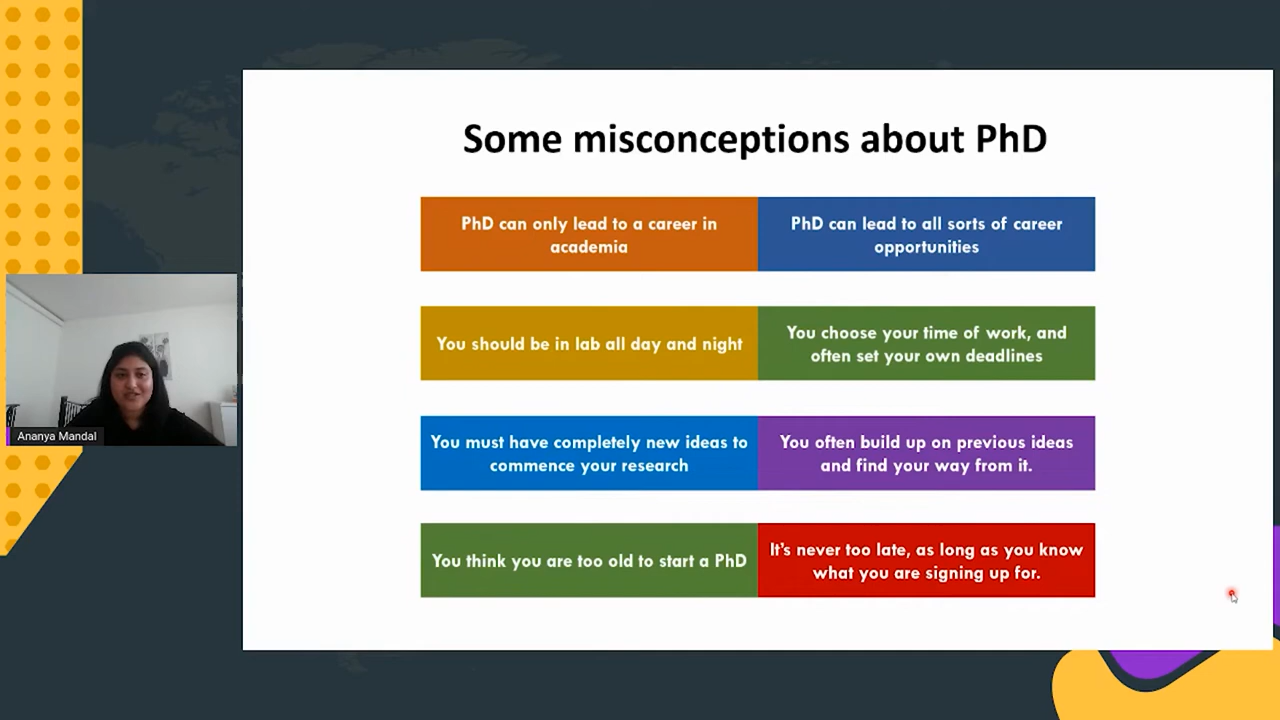 Some misconceptions about PhD
PhD can only lead to a career in
academia
PhD can lead to all sorts of career
opportunities
You should be in lab all day and night
You choose your time of work, and
often set your own deadlines
You must have completely new ideas to
commence your research
You often build up on previous ideas
and find your way from it.
You think you are too old to start a PhD
It's never too late, as long as you know
what you are signing up for.
Ananya Mandal